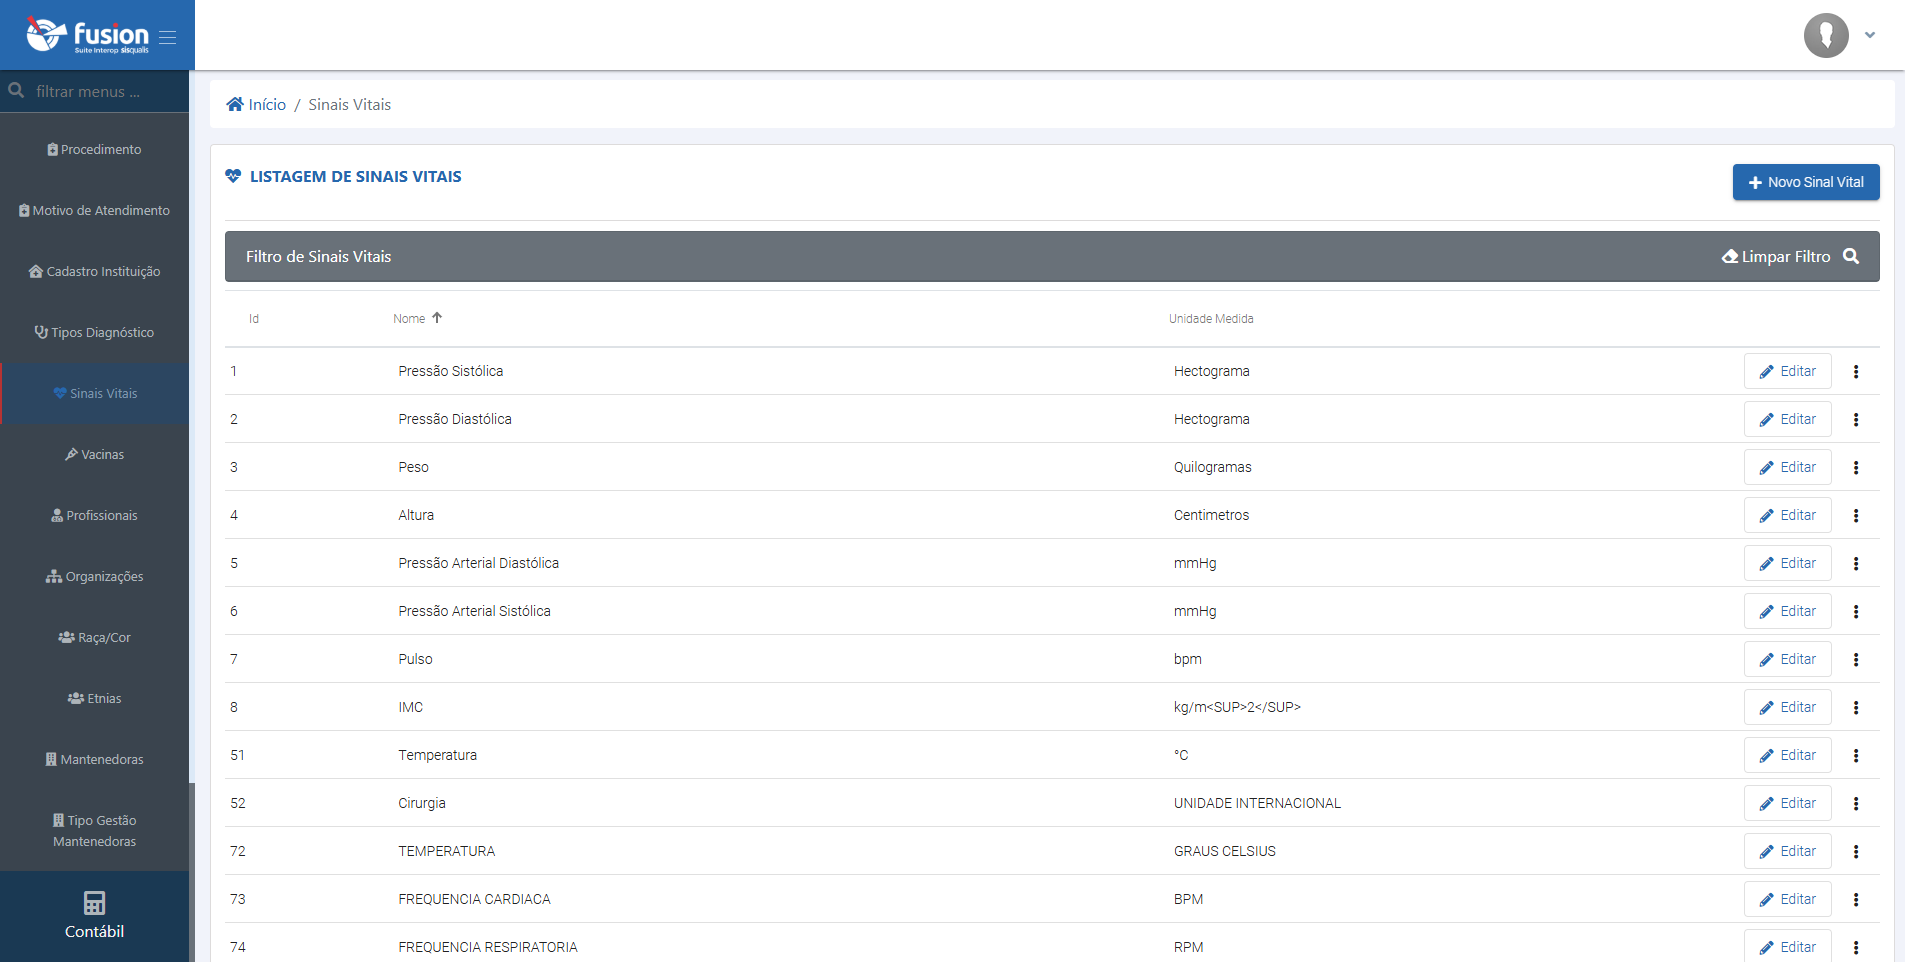 fusion
Suite Interop sisqualis
filtrar menus ...
Procedimento
Motivo de Atendimento
Cadastro Instituição
Tipos Diagnóstico
Sinais Vitais
Vacinas
Profissionais
Organizações
Raça/Cor
Etnias
Mantenedoras
Tipo Gestão
Mantenedoras
Contábil
Início / Sinais Vitais
LISTAGEM DE SINAIS VITAIS
Novo Sinal Vital
Filtro de Sinais Vitais Limpar Filtro
Id Nome Unidade Medida
1 Pressão Sistólica Hectograma Editar
2 Pressão Diastólica Hectograma Editar
3 Peso Quilogramas Editar
4 Altura Centimetros Editar
5 Pressão Arterial Diastólica mmHg Editar
6 Pressão Arterial Sistólica mmHg Editar
7 Pulso bpm Editar
8 IMC kg/m<SUP>2</SUP> Editar
51 Temperatura °C Editar
52 Cirurgia UNIDADE INTERNACIONAL Editar
72 TEMPERATURA GRAUS CELSIUS Editar
73 FREQUENCIA CARDIACA BPM Editar
74 FREQUENCIA RESPIRATORIA RPM Editar